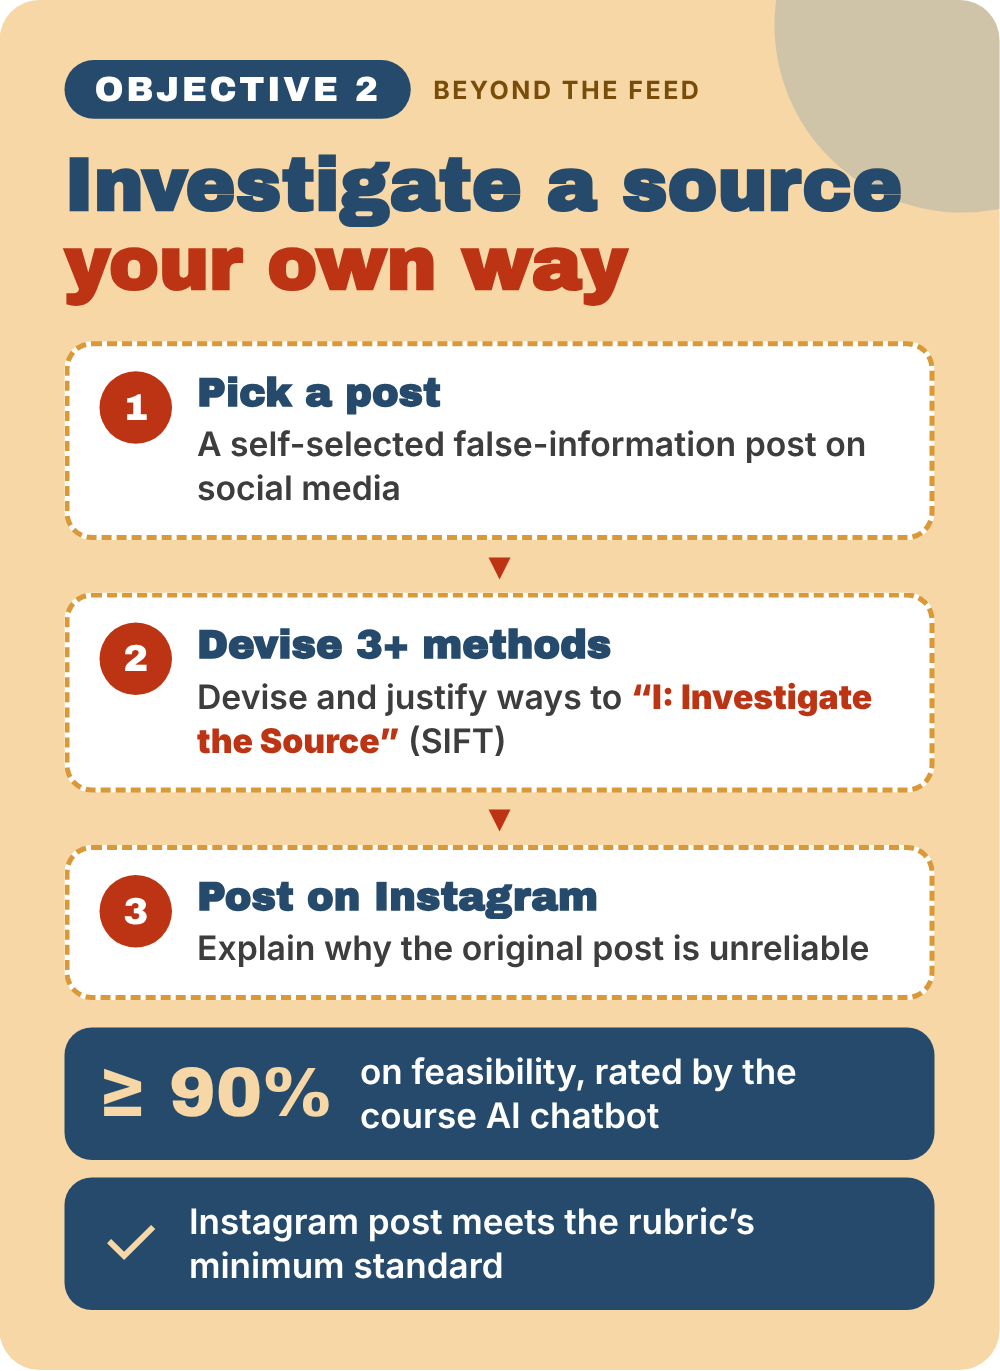 OBJECTIVE 2
BEYOND THE FEED
Investigate a source
your own way
1
Pick a post
A self-selected false-information post on
social media
▼
2
Devise 3+ methods
Devise and justify ways to “I: Investigate
the Source” (SIFT)
▼
3
Post on Instagram
Explain why the original post is unreliable
≥ 90%
on feasibility, rated by the
course AI chatbot
✓
Instagram post meets the rubric’s
minimum standard